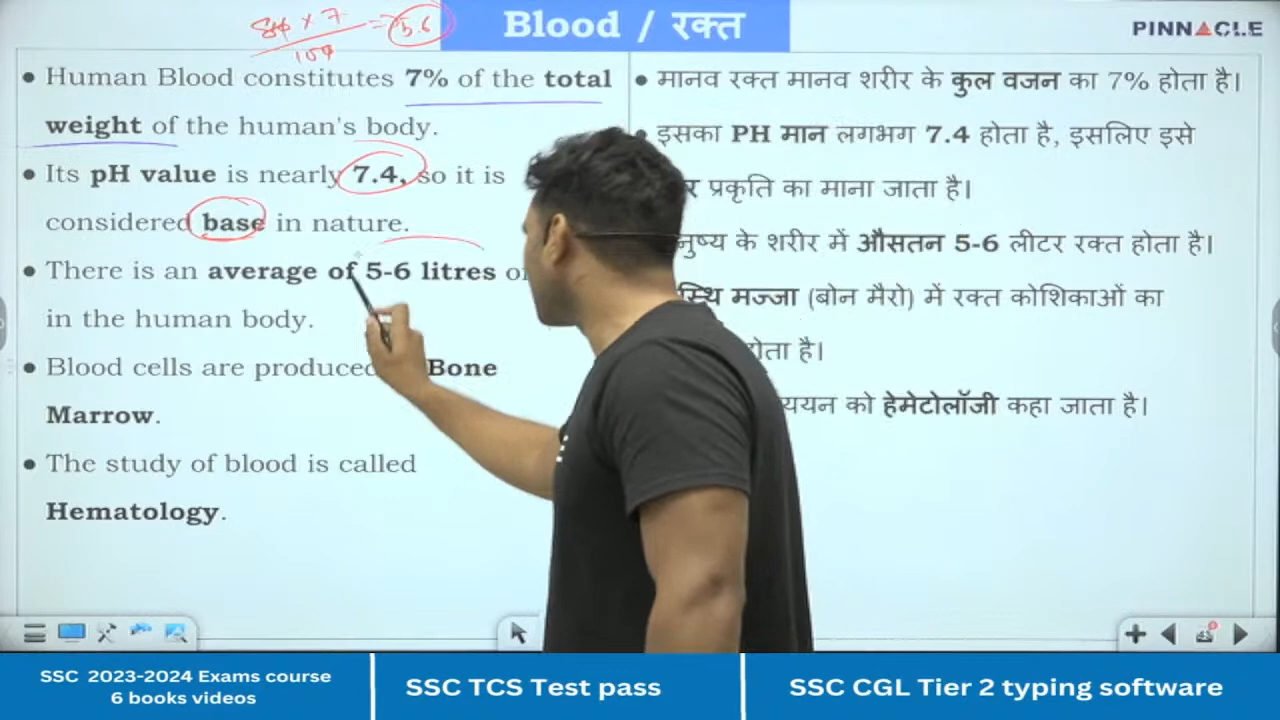 80 × 7 / 100 = 5.6
Blood / रक्त
PINNACLE
• Human Blood constitutes 7% of the total
weight of the human's body.
• Its pH value is nearly 7.4, so it is
considered base in nature.
• There is an average of 5-6 litres
in the human body.
• Blood cells are produced Bone
Marrow.
• The study of blood is called
Hematology.
• मानव रक्त मानव शरीर के कुल वजन का 7% होता है।
• इसका PH मान लगभग 7.4 होता है, इसलिए इसे
प्रकृति का माना जाता है।
के शरीर में औसतन 5-6 लीटर रक्त होता है।
मज्जा (बोन मैरो) में रक्त कोशिकाओं का
होता है।
को हेमेटोलॉजी कहा जाता है।
SSC 2023-2024 Exams course
6 books videos
SSC TCS Test pass
SSC CGL Tier 2 typing software